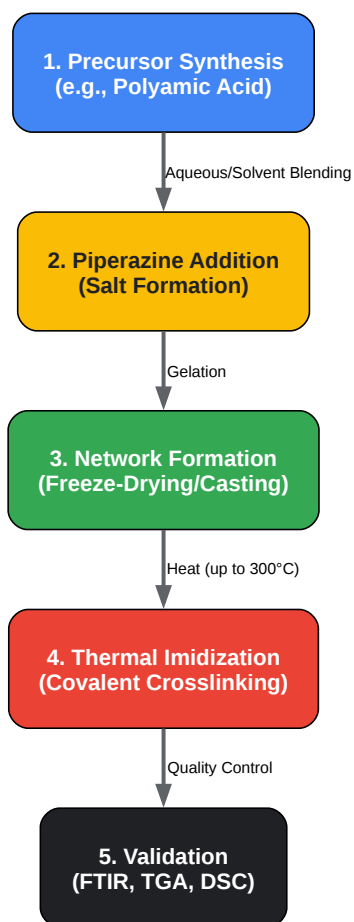 1. Precursor Synthesis
(e.g., Polyamic Acid)
Aqueous/Solvent Blending
2. Piperazine Addition
(Salt Formation)
Gelation
3. Network Formation
(Freeze-Drying/Casting)
Heat (up to 300°C)
4. Thermal Imidization
(Covalent Crosslinking)
Quality Control
5. Validation
(FTIR, TGA, DSC)